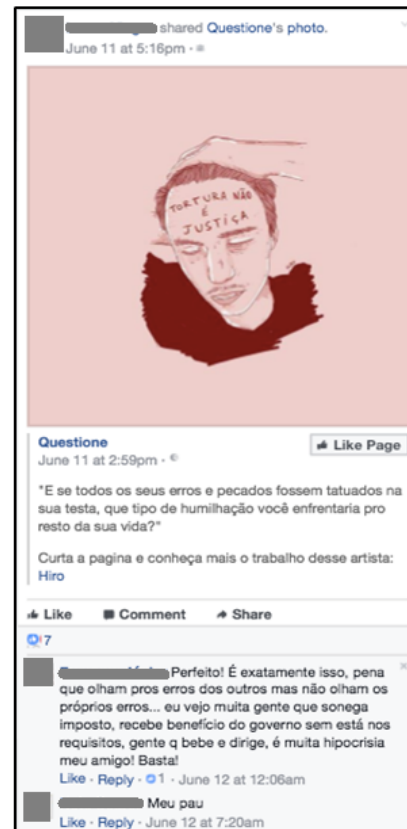 shared Questione's photo.
June 11 at 5:16pm ·
TORTURA NÃO
É
JUSTIÇA
Questione
Like Page
June 11 at 2:59pm ·
"E se todos os seus erros e pecados fossem tatuados na
sua testa, que tipo de humilhação você enfrentaria pro
resto da sua vida?"
Curta a pagina e conheça mais o trabalho desse artista:
Hiro
Like Comment Share
7
Perfeito! É exatamente isso, pena
que olham pros erros dos outros mas não olham os
próprios erros... eu vejo muita gente que sonega
imposto, recebe benefício do governo sem está nos
requisitos, gente q bebe e dirige, é muita hipocrisia
meu amigo! Basta!
Like · Reply · 1 · June 12 at 12:06am
Meu pau
Like · Reply · June 12 at 7:20am